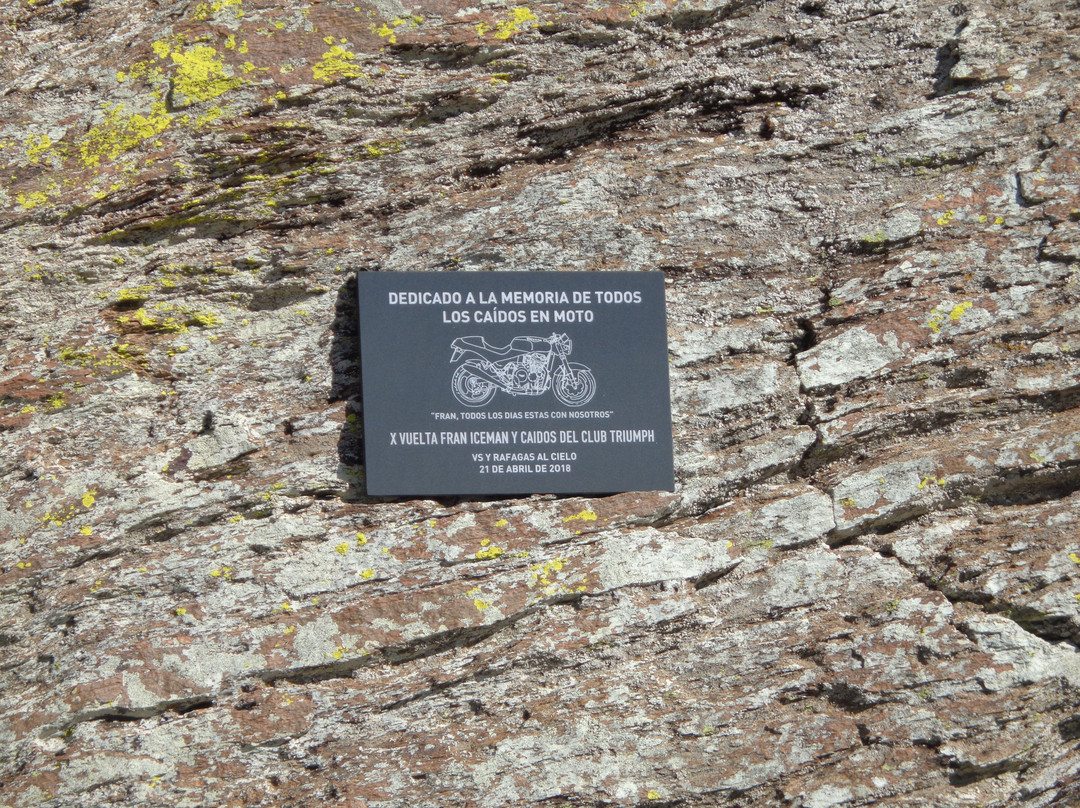 DEDICADO A LA MEMORIA DE TODOS
LOS CAÍDOS EN MOTO
"FRAN, TODOS LOS DIAS ESTAS CON NOSOTROS"
X VUELTA FRAN ICEMAN Y CAIDOS DEL CLUB TRIUMPH
VS Y RAFAGAS AL CIELO
21 DE ABRIL DE 2018